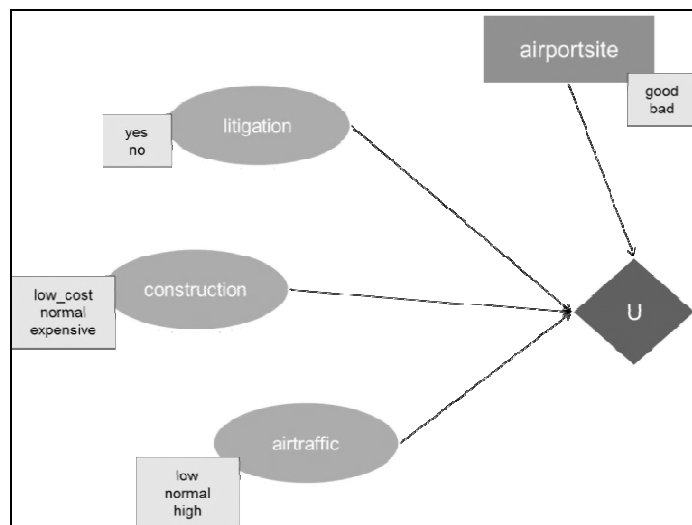 airportsite
good
bad
litigation
yes
no
construction
low_cost
normal
expensive
U
airtraffic
low
normal
high